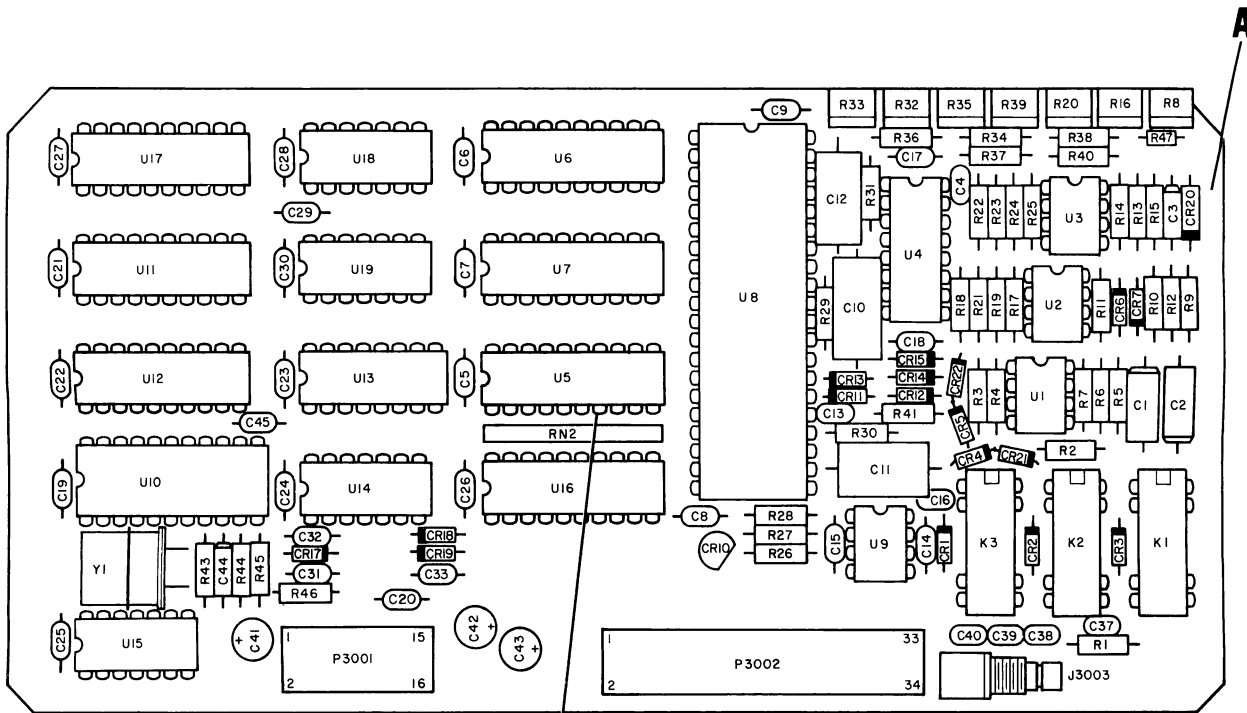 A
C9
R33 R32 R35 R39 R20 R16 R8
R36 R34 R38 R47
C27 U17 C28 U18 C6 U6
C17 R37 R40
C12 R31 U4 C4 R22 R23 R24 R25 U3 R14 R13 R15 C3 CR20
C29
C21 U11 C30 U19 C7 U7
U8
R29 C10 R18 R21 R19 R17 U2 R11 CR6 CR7 R10 R12 R9
C18
CR15
C22 U12 C23 U13 C5 U5
CR13 CR14 CR22 R3 R4 U1 R7 R6 R5 C1 C2
CR11 CR12
C13 R41
C45
RN2 R30 CR5
CR4 CR21 R2
C19 U10 C24 U14 C26 U16 C11
C16
C8 R28
C32 CR18 R27 C15 U9 C14 CR1 K3 CR2 K2 CR3 K1
CR17 CR19 CR10 R26
Y1 R43 C44 R44 R45 C31 C33
R46
C20
C25 U15 + C41 C42 + C43 +
1 15 1 33 C40 C39 C38 C37
P3001 P3002 R1
2 16 2 34 J3003